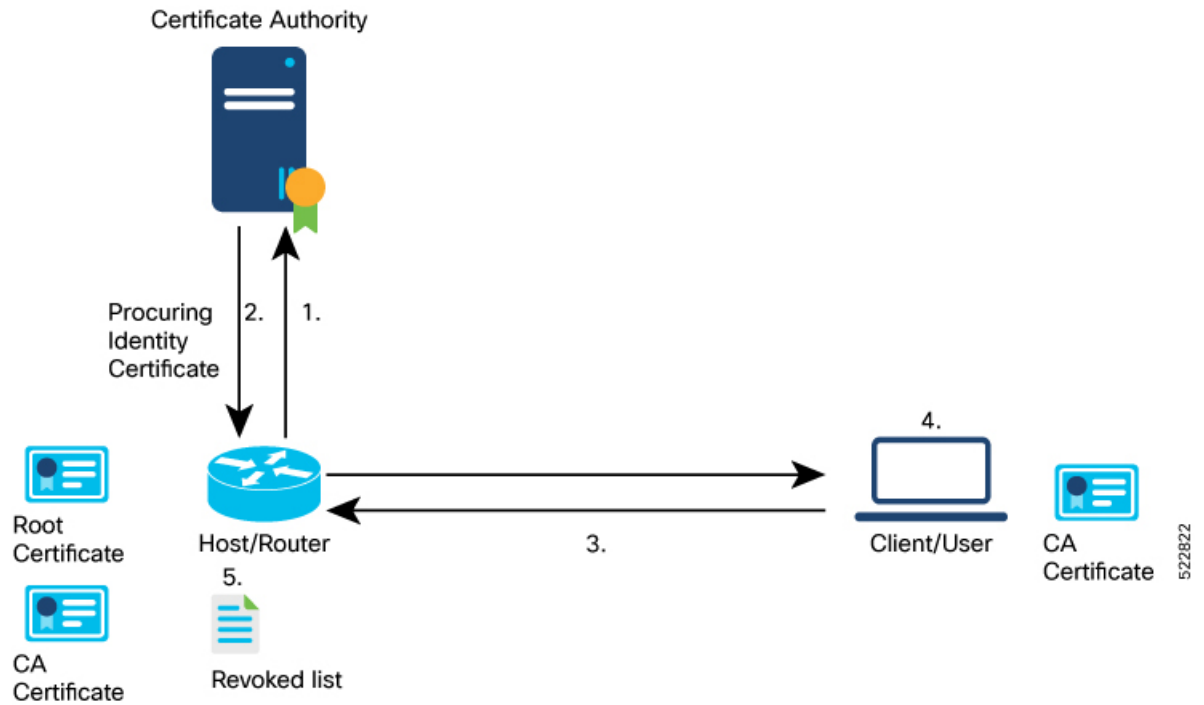 Certificate Authority
Procuring
Identity
Certificate
2.
1.
4.
Root
Certificate
Host/Router
3.
Client/User
CA
Certificate
522822
5.
CA
Certificate
Revoked list